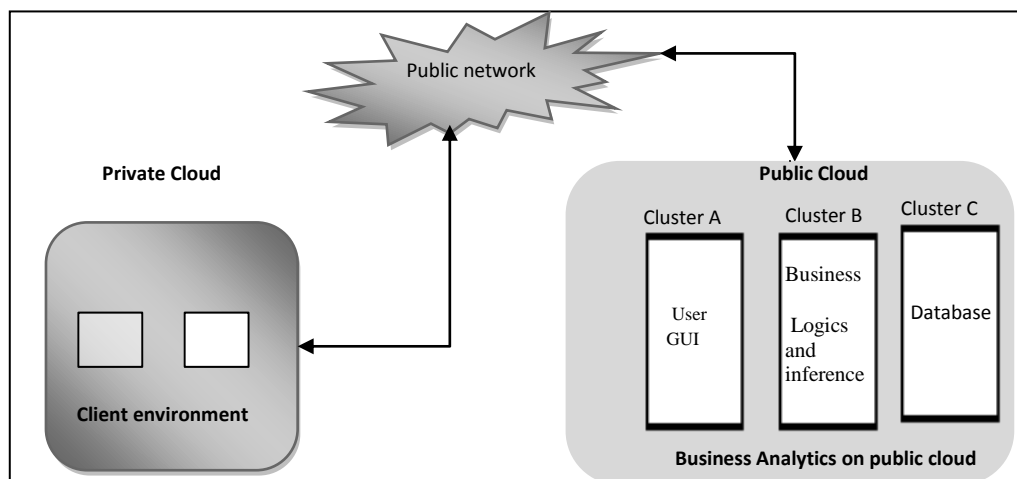 Public network
Private Cloud
Client environment
Public Cloud
Cluster A
Cluster B
Cluster C
User
GUI
Business
Logics
and
inference
Database
Business Analytics on public cloud